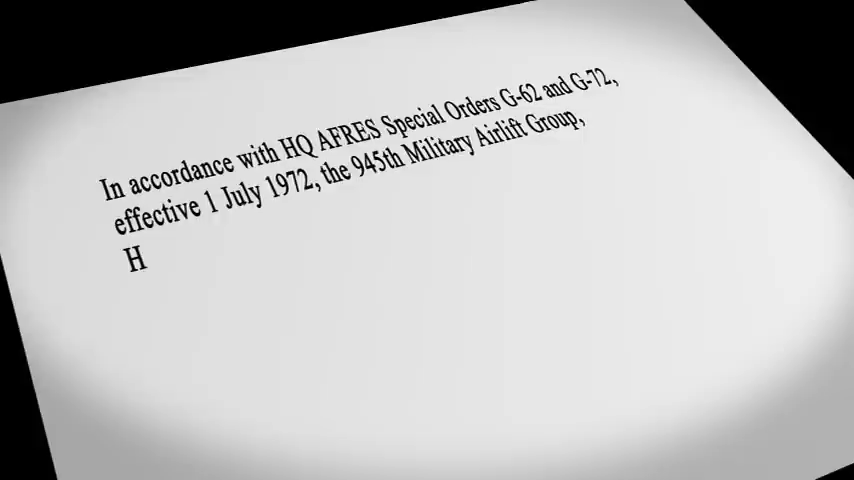 In accordance with HQ AFRES Special Orders G-62 and G-72,
effective 1 July 1972, the 945th Military Airlift Group,
H